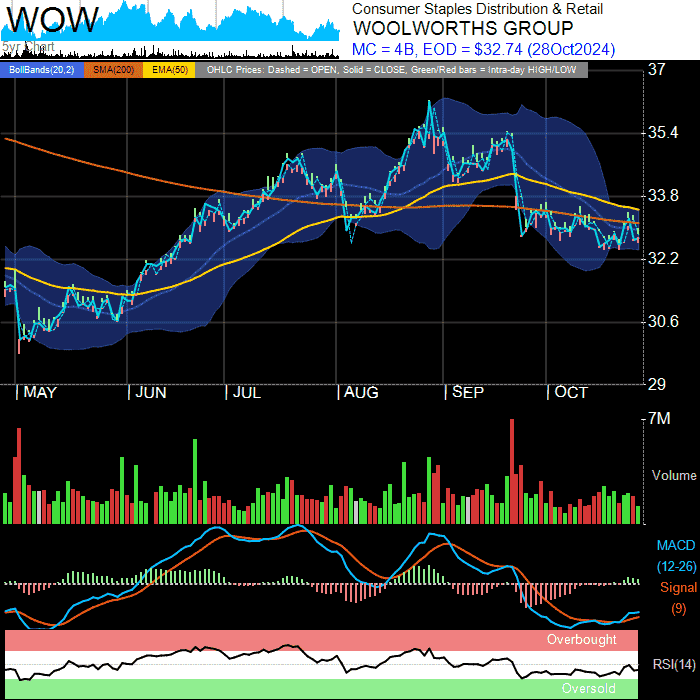 WOW
5yr Chart
Consumer Staples Distribution & Retail
WOOLWORTHS GROUP
MC = 4B, EOD = $32.74 (28Oct2024)
BollBands(20,2) SMA(200) EMA(50) OHLC Prices: Dashed = OPEN, Solid = CLOSE, Green/Red bars = Intra-day HIGH/LOW
37
35.4
33.8
32.2
30.6
29
MAY JUN JUL AUG SEP OCT
7M
Volume
MACD
(12-26)
Signal
(9)
Overbought
RSI(14)
Oversold